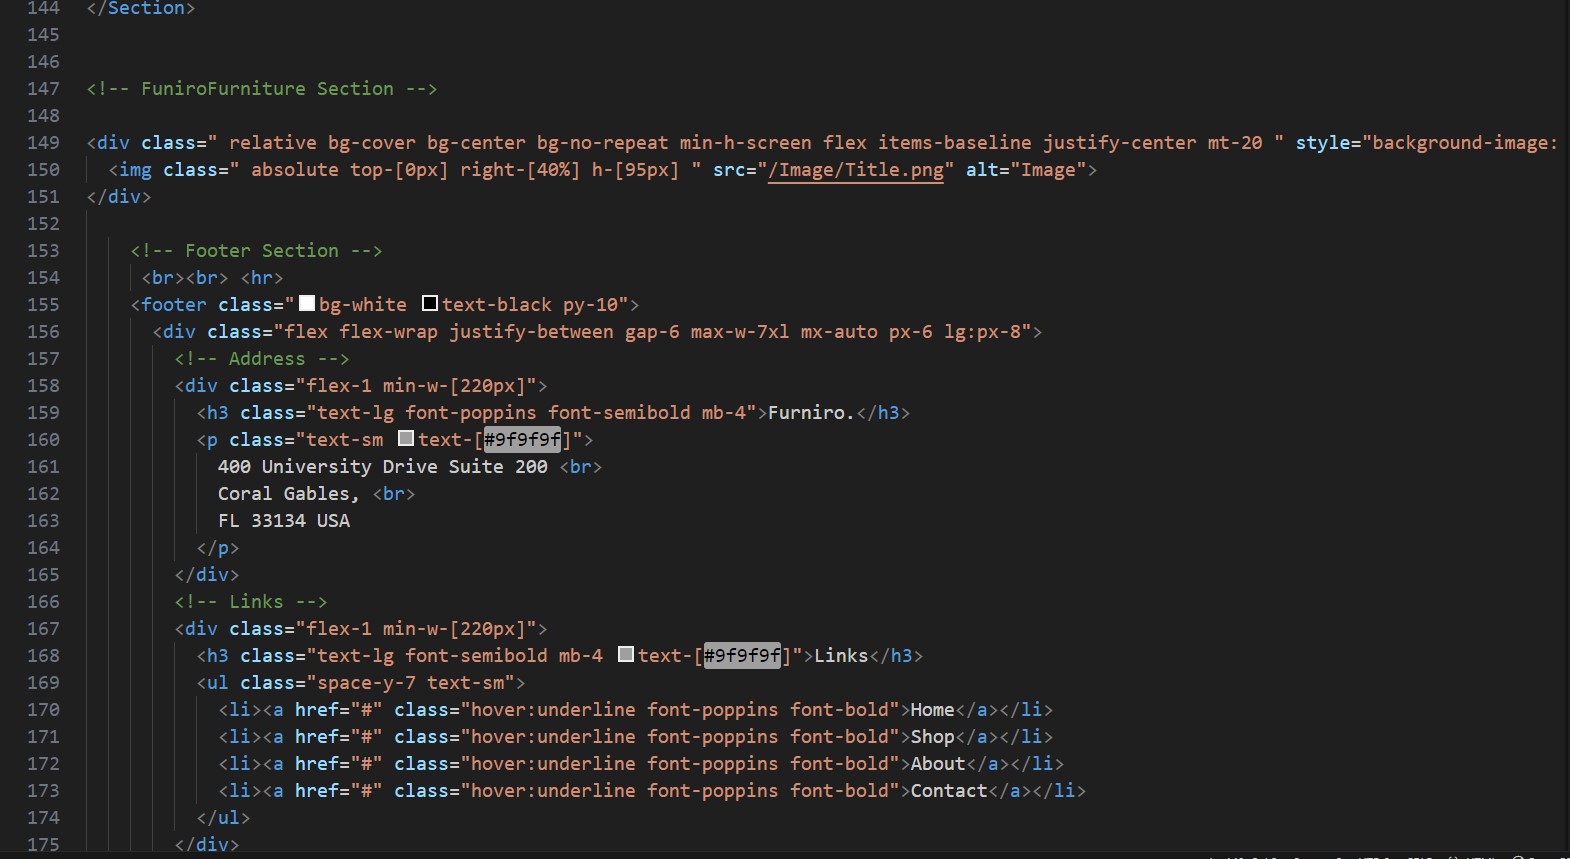 144 </Section>
145
146
147 <!-- FuniroFurniture Section -->
148
149 <div class=" relative bg-cover bg-center bg-no-repeat min-h-screen flex items-baseline justify-center mt-20 " style="background-image:
150 <img class=" absolute top-[0px] right-[40%] h-[95px] " src="/Image/Title.png" alt="Image">
151 </div>
152
153 <!-- Footer Section -->
154 <br><br> <hr>
155 <footer class="bg-white text-black py-10">
156 <div class="flex flex-wrap justify-between gap-6 max-w-7xl mx-auto px-6 lg:px-8">
157 <!-- Address -->
158 <div class="flex-1 min-w-[220px]">
159 <h3 class="text-lg font-poppins font-semibold mb-4">Furniro.</h3>
160 <p class="text-sm text-[#9f9f9f]">
161 400 University Drive Suite 200 <br>
162 Coral Gables, <br>
163 FL 33134 USA
164 </p>
165 </div>
166 <!-- Links -->
167 <div class="flex-1 min-w-[220px]">
168 <h3 class="text-lg font-semibold mb-4 text-[#9f9f9f]">Links</h3>
169 <ul class="space-y-7 text-sm">
170 <li><a href="#" class="hover:underline font-poppins font-bold">Home</a></li>
171 <li><a href="#" class="hover:underline font-poppins font-bold">Shop</a></li>
172 <li><a href="#" class="hover:underline font-poppins font-bold">About</a></li>
173 <li><a href="#" class="hover:underline font-poppins font-bold">Contact</a></li>
174 </ul>
175 </div>